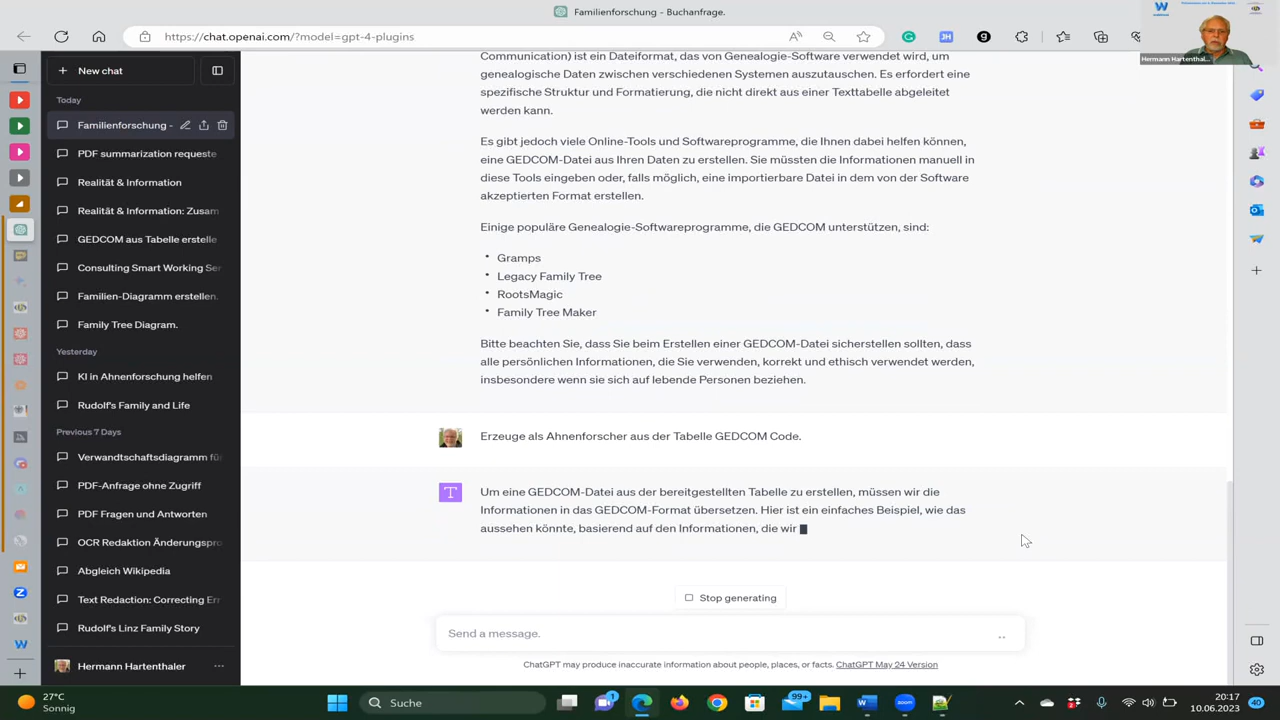 Familienforschung - Buchanfrage.
https://chat.openai.com/?model=gpt-4-plugins
Hermann Hartenthal...
New chat
Today
Familienforschung -
PDF summarization requeste
Realität & Information
Realität & Information: Zusam
GEDCOM aus Tabelle erstelle
Consulting Smart Working Ser
Familien-Diagramm erstellen.
Family Tree Diagram.
Yesterday
KI in Ahnenforschung helfen
Rudolf's Family and Life
Previous 7 Days
Verwandtschaftsdiagramm fü
PDF-Anfrage ohne Zugriff
PDF Fragen und Antworten
OCR Redaktion Änderungspro
Abgleich Wikipedia
Text Redaction: Correcting Err
Rudolf's Linz Family Story
Hermann Hartenthaler
Communication) ist ein Dateiformat, das von Genealogie-Software verwendet wird, um
genealogische Daten zwischen verschiedenen Systemen auszutauschen. Es erfordert eine
spezifische Struktur und Formatierung, die nicht direkt aus einer Texttabelle abgeleitet
werden kann.
Es gibt jedoch viele Online-Tools und Softwareprogramme, die Ihnen dabei helfen können,
eine GEDCOM-Datei aus Ihren Daten zu erstellen. Sie müssten die Informationen manuell in
diese Tools eingeben oder, falls möglich, eine importierbare Datei in dem von der Software
akzeptierten Format erstellen.
Einige populäre Genealogie-Softwareprogramme, die GEDCOM unterstützen, sind:
• Gramps
• Legacy Family Tree
• RootsMagic
• Family Tree Maker
Bitte beachten Sie, dass Sie beim Erstellen einer GEDCOM-Datei sicherstellen sollten, dass
alle persönlichen Informationen, die Sie verwenden, korrekt und ethisch verwendet werden,
insbesondere wenn sie sich auf lebende Personen beziehen.
Erzeuge als Ahnenforscher aus der Tabelle GEDCOM Code.
Um eine GEDCOM-Datei aus der bereitgestellten Tabelle zu erstellen, müssen wir die
Informationen in das GEDCOM-Format übersetzen. Hier ist ein einfaches Beispiel, wie das
aussehen könnte, basierend auf den Informationen, die wir
Stop generating
Send a message.
ChatGPT may produce inaccurate information about people, places, or facts. ChatGPT May 24 Version
27°C
Sonnig
Suche
1
99+
zoom
20:17
10.06.2023
40